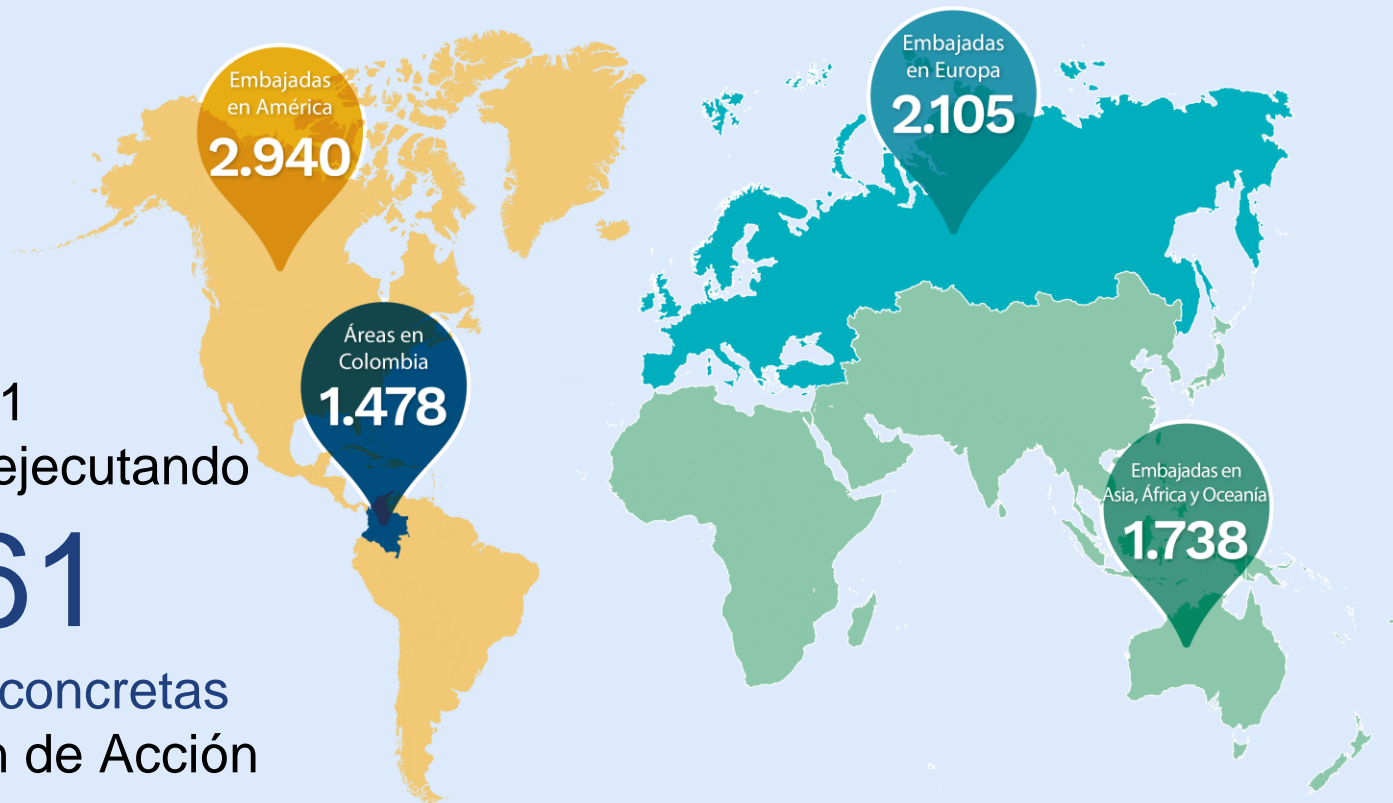 Embajadas
en América
2.940
Embajadas
en Europa
2.105
Áreas en
Colombia
1.478
Embajadas en
Asia, África y Oceanía
1.738
1
ejecutando
61
concretas
de Acción